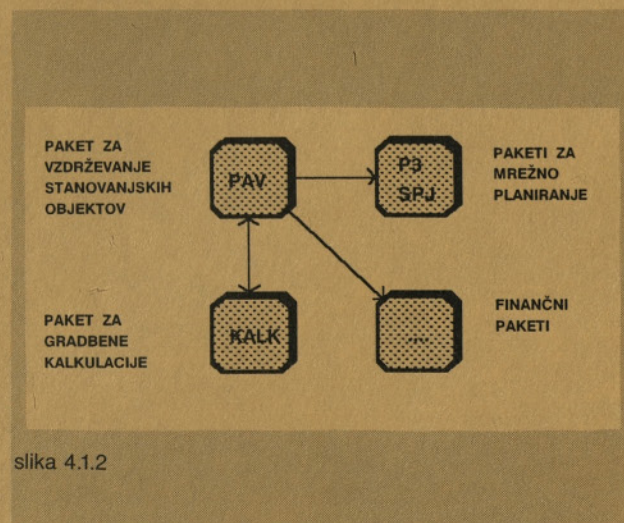 PAKET ZA
VZDRŽEVANJE
STANOVANJSKIH
OBJEKTOV
PAV
P3
SPJ
PAKETI ZA
MREŽNO
PLANIRANJE
PAKET ZA
GRADBENE
KALKULACIJE
KALK
....
FINANČNI
PAKETI
slika 4.1.2